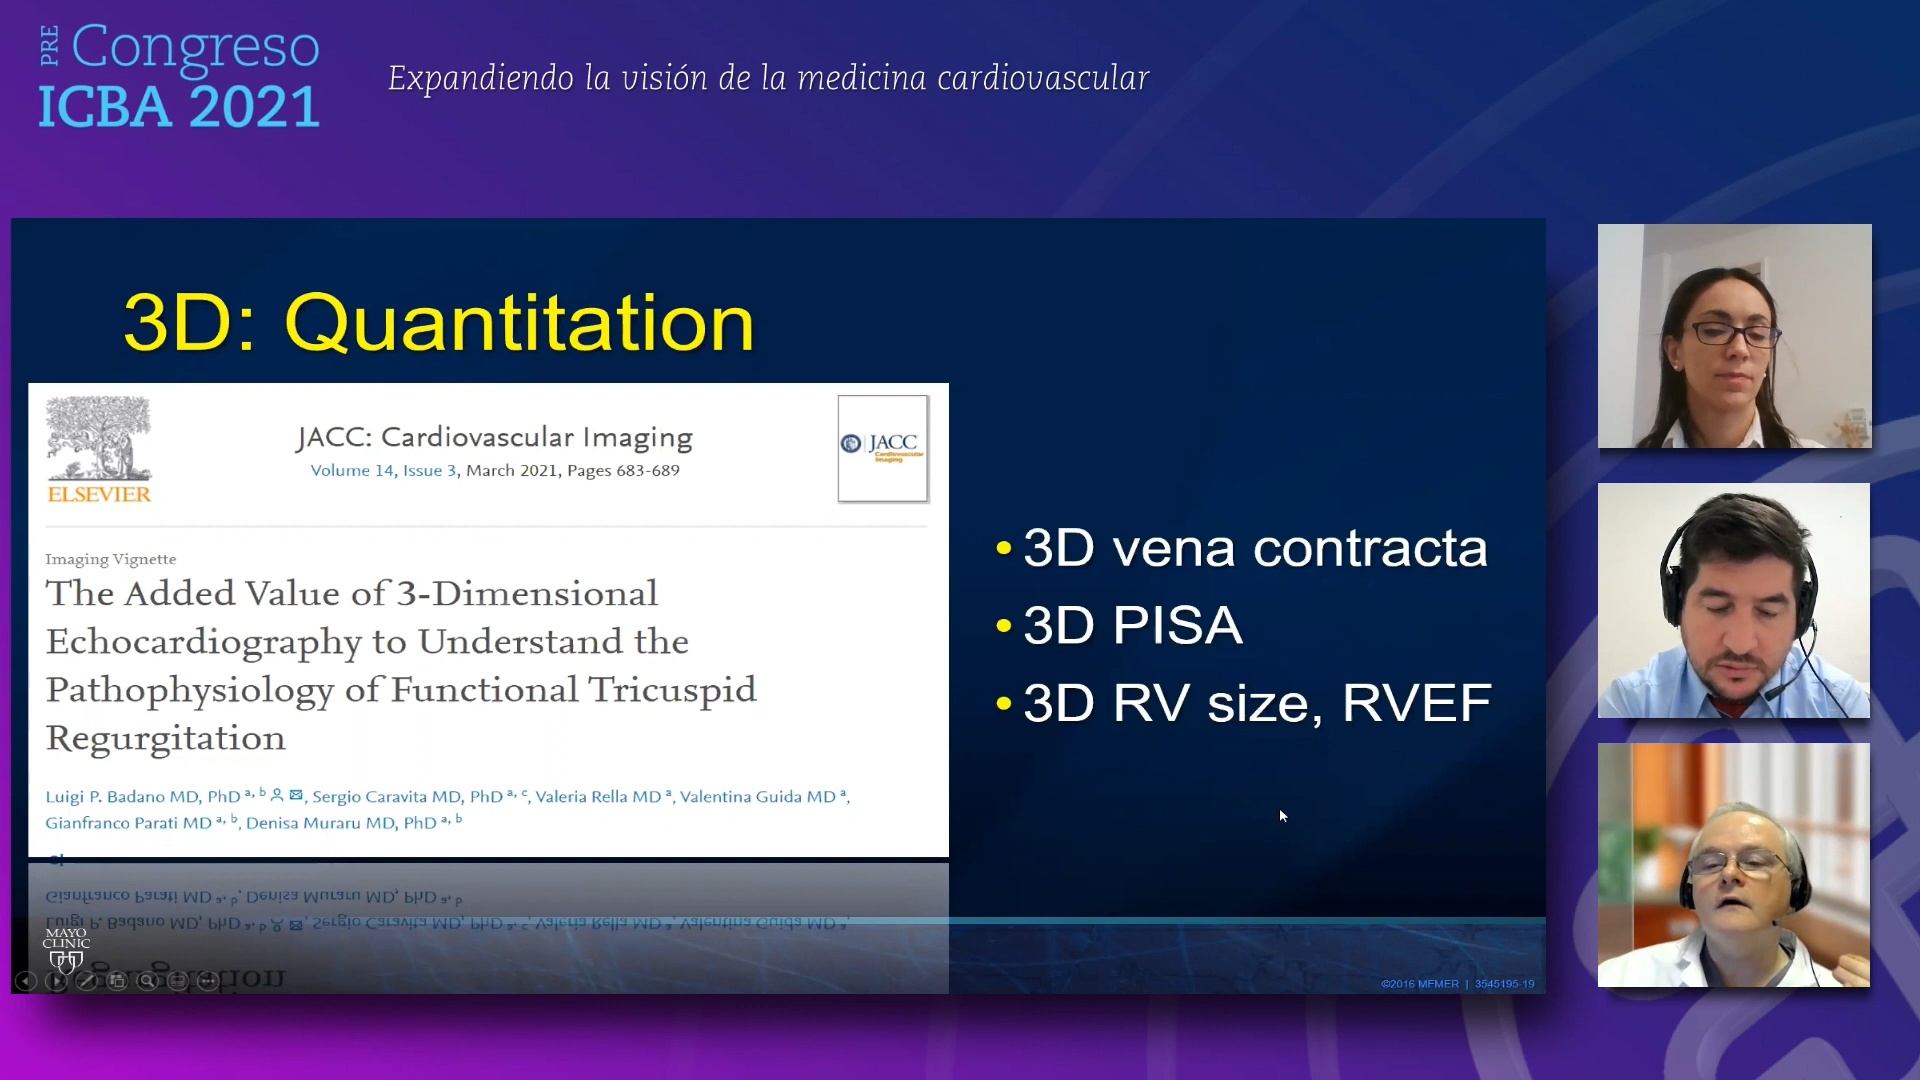 PRE
Congreso
ICBA 2021
Expandiendo la visión de la medicina cardiovascular
3D: Quantitation
ELSEVIER
JACC: Cardiovascular Imaging
Volume 14, Issue 3, March 2021, Pages 683-689
JACC
Cardiovascular
Imaging
Imaging Vignette
The Added Value of 3-Dimensional
Echocardiography to Understand the
Pathophysiology of Functional Tricuspid
Regurgitation
Luigi P. Badano MD, PhD a, b, Sergio Caravita MD, PhD a, c, Valeria Rella MD a, Valentina Guida MD a,
Gianfranco Parati MD a, b, Denisa Muraru MD, PhD a, b
• 3D vena contracta
• 3D PISA
• 3D RV size, RVEF
MAYO
CLINIC
©2016 MFMER | 3545195-19